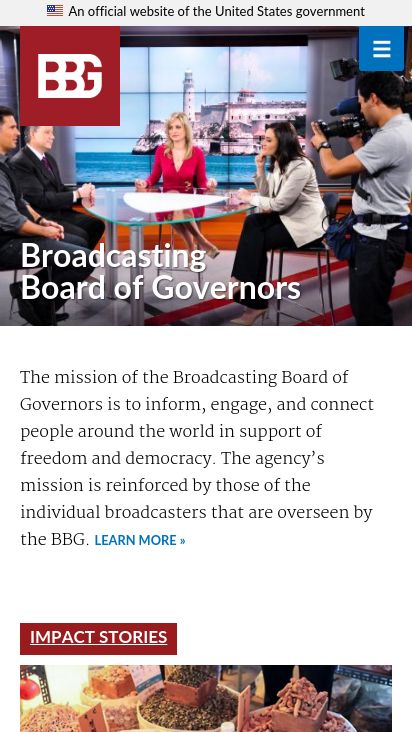 An official website of the United States government
BBG
Broadcasting
Board of Governors
The mission of the Broadcasting Board of
Governors is to inform, engage, and connect
people around the world in support of
freedom and democracy. The agency’s
mission is reinforced by those of the
individual broadcasters that are overseen by
the BBG. LEARN MORE »
IMPACT STORIES